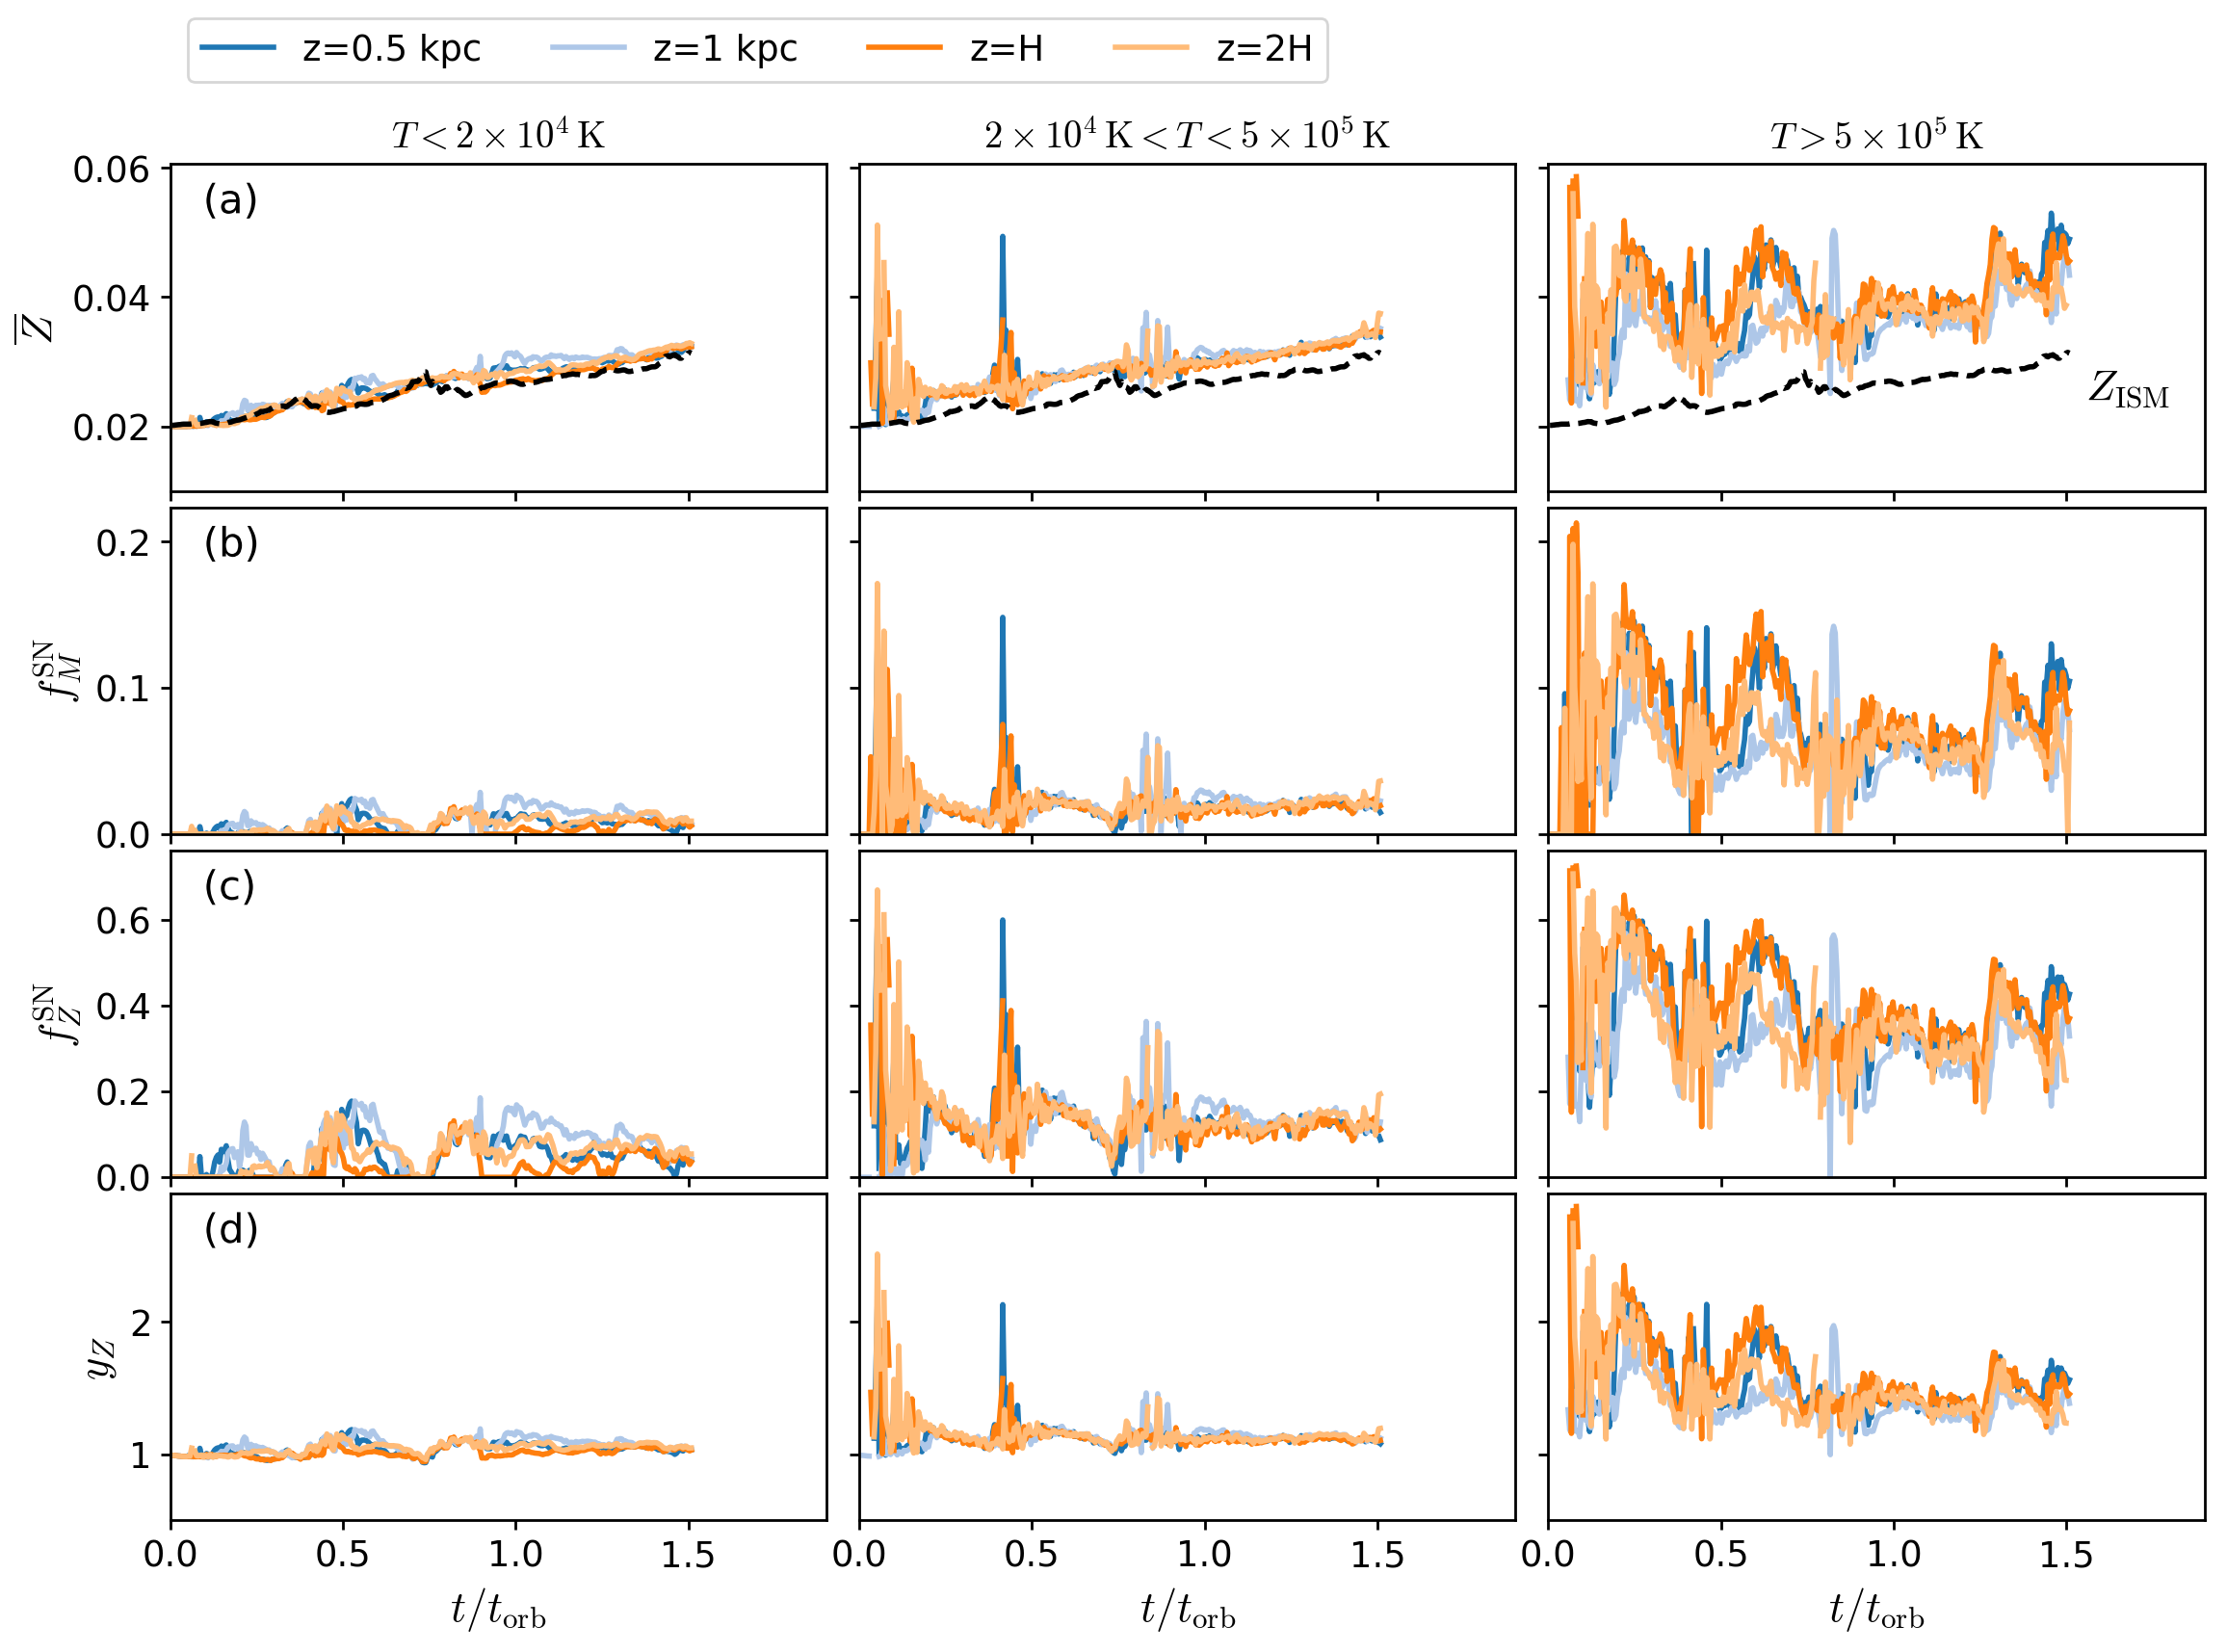 z=0.5 kpc z=1 kpc z=H z=2H
T < 2 × 10⁴ K 2 × 10⁴ K < T < 5 × 10⁵ K T > 5 × 10⁵ K
(a)
0.06
0.04
0.02
Z̅
Z_ISM
(b)
0.2
0.1
0.0
f_M^SN
(c)
0.6
0.4
0.2
0.0
f_Z^SN
(d)
2
1
y_Z
0.0 0.5 1.0 1.5 0.0 0.5 1.0 1.5 0.0 0.5 1.0 1.5
t/t_orb t/t_orb t/t_orb